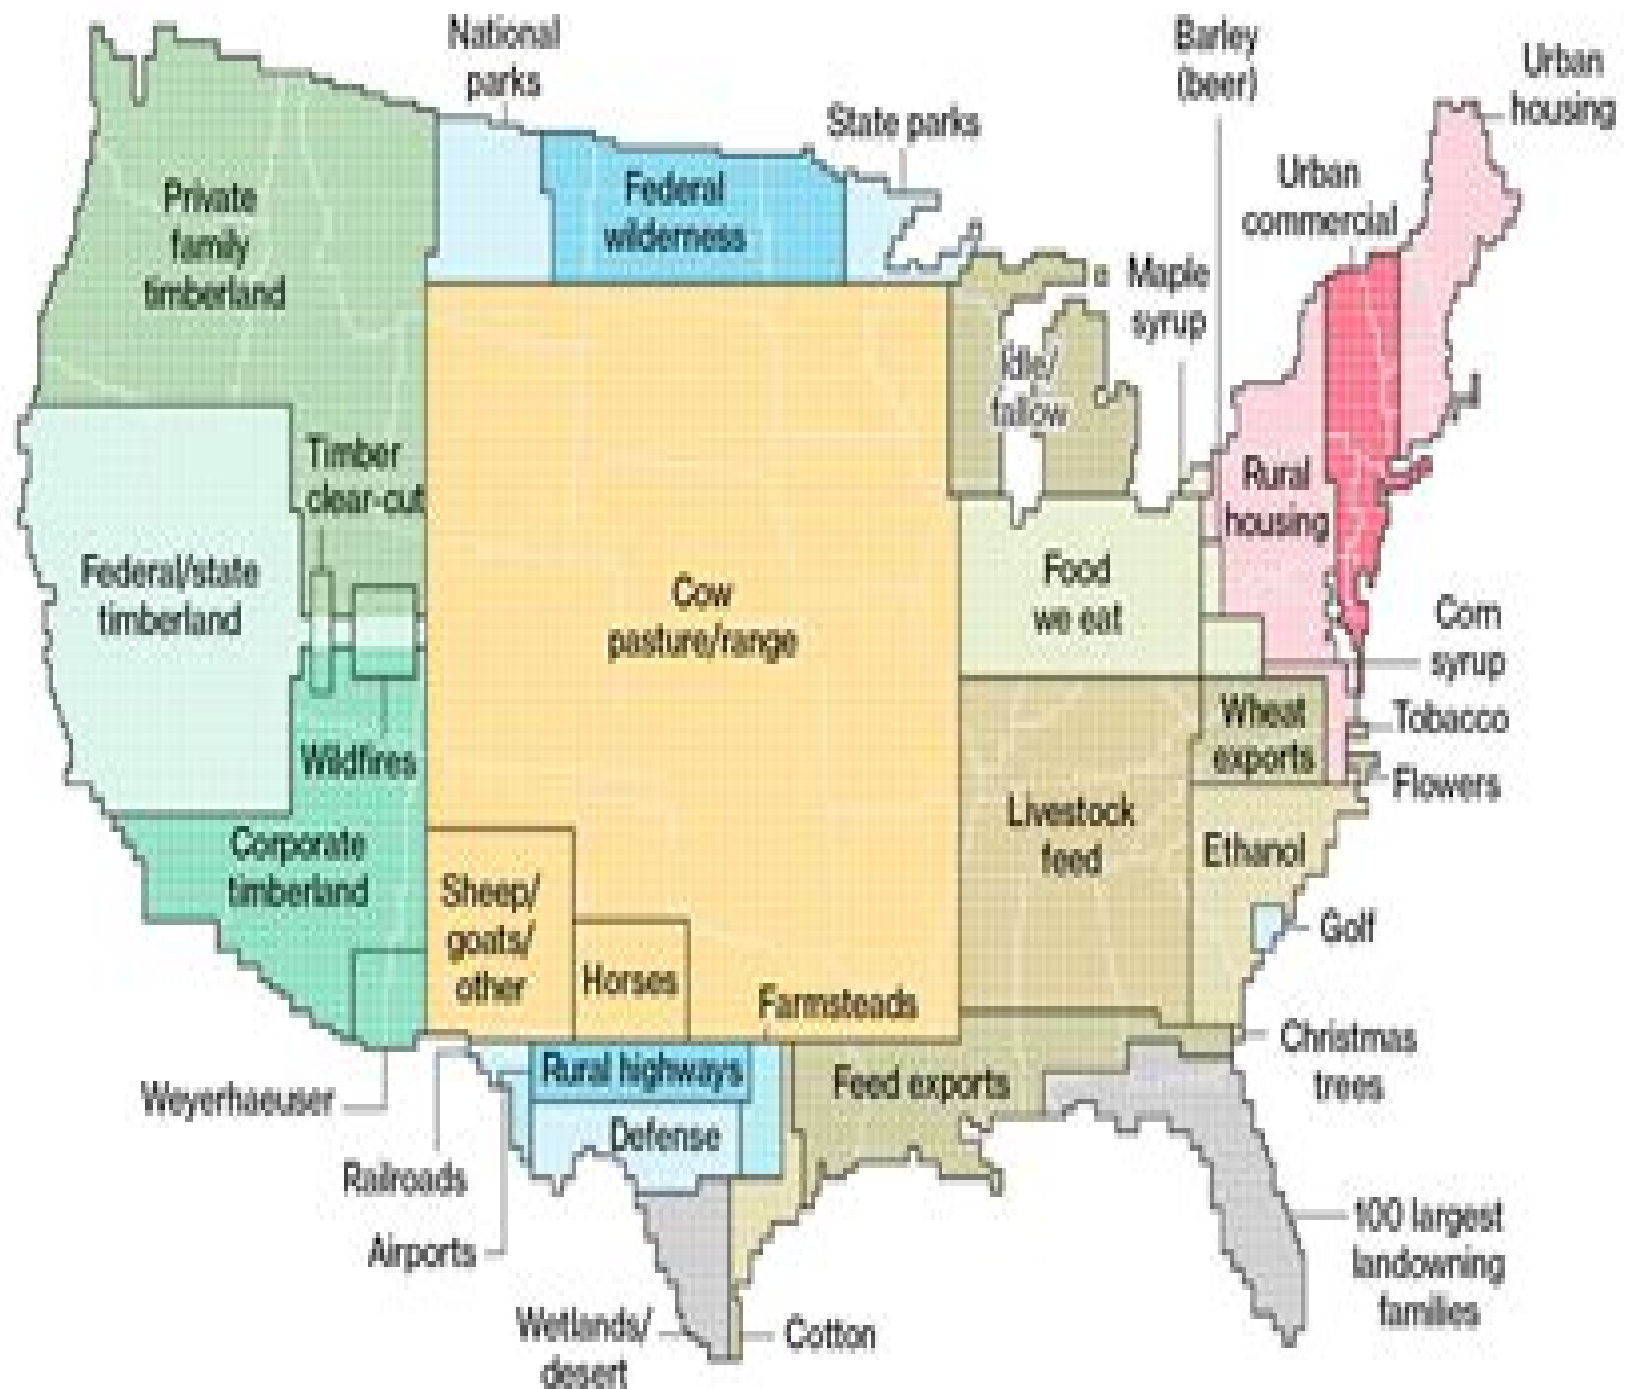 National
parks
Barley
(beer)
Urban
housing
State parks
Urban
commercial
Private
family
timberland
Federal
wilderness
Maple
syrup
Idle/
fallow
Timber
clear-cut
Rural
housing
Federal/state
timberland
Cow
pasture/range
Food
we eat
Corn
syrup
Wheat
exports
Tobacco
Wildfires
Flowers
Livestock
feed
Corporate
timberland
Ethanol
Sheep/
goats/
other
Golf
Horses
Farmsteads
Christmas
trees
Weyerhaeuser
Rural highways
Feed exports
Defense
Railroads
Airports
100 largest
landowning
families
Wetlands/
desert
Cotton